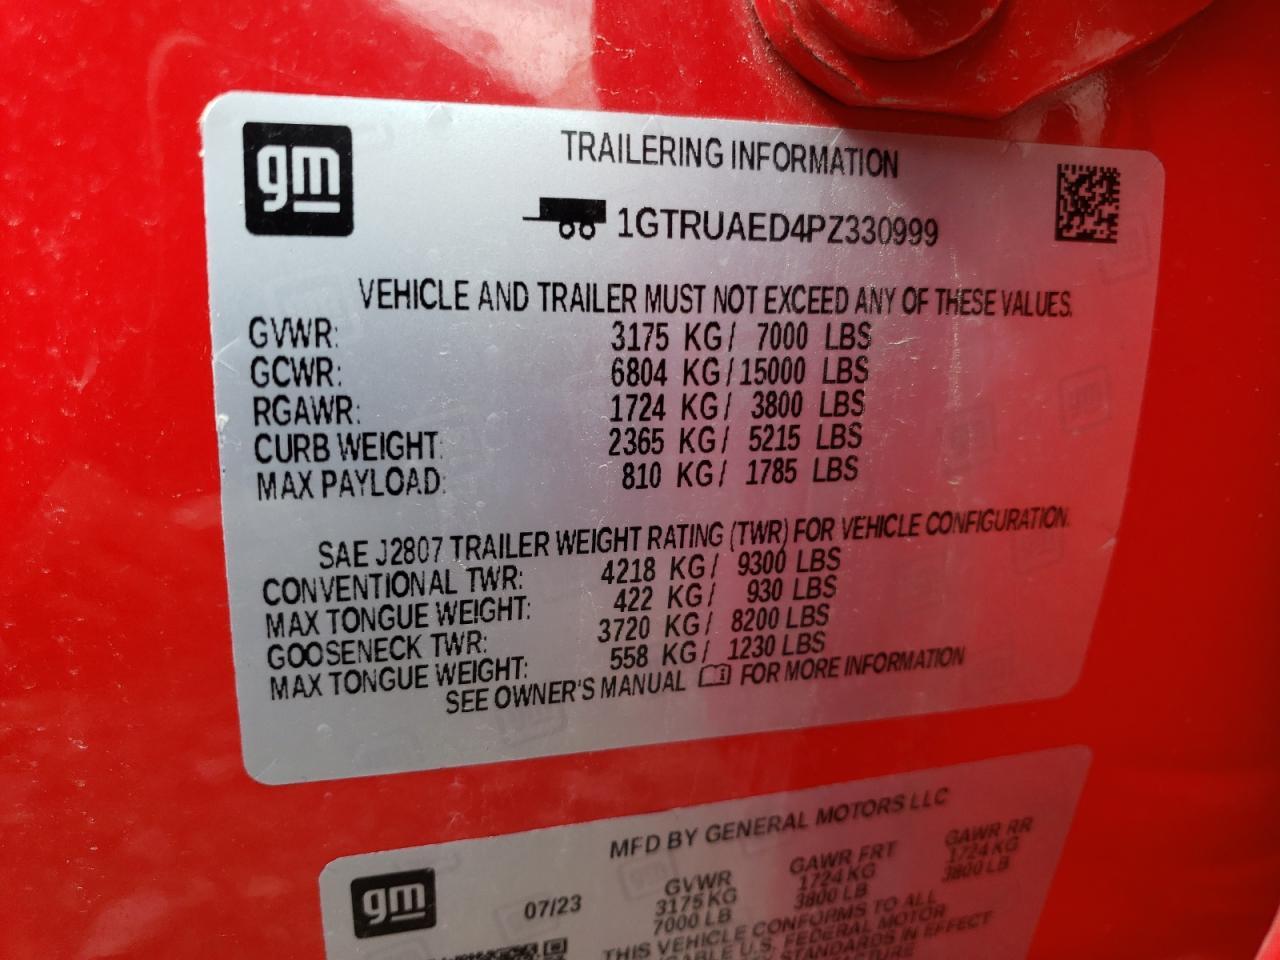 gm
TRAILERING INFORMATION
1GTRUAED4PZ330999
VEHICLE AND TRAILER MUST NOT EXCEED ANY OF THESE VALUES.
GVWR: 3175 KG/ 7000 LBS
GCWR: 6804 KG/15000 LBS
RGAWR: 1724 KG/ 3800 LBS
CURB WEIGHT: 2365 KG/ 5215 LBS
MAX PAYLOAD: 810 KG/ 1785 LBS
SAE J2807 TRAILER WEIGHT RATING (TWR) FOR VEHICLE CONFIGURATION.
CONVENTIONAL TWR: 4218 KG/ 9300 LBS
MAX TONGUE WEIGHT: 422 KG/ 930 LBS
GOOSENECK TWR: 3720 KG/ 8200 LBS
MAX TONGUE WEIGHT: 558 KG/ 1230 LBS
SEE OWNER'S MANUAL FOR MORE INFORMATION
gm
MFD BY GENERAL MOTORS LLC
07/23
GVWR GAWR FRT GAWR RR
3175 KG 1724 KG 1724 KG
7000 LB 3800 LB 3800 LB
THIS VEHICLE CONFORMS TO ALL
U.S. FEDERAL MOTOR
STANDARDS IN EFFECT